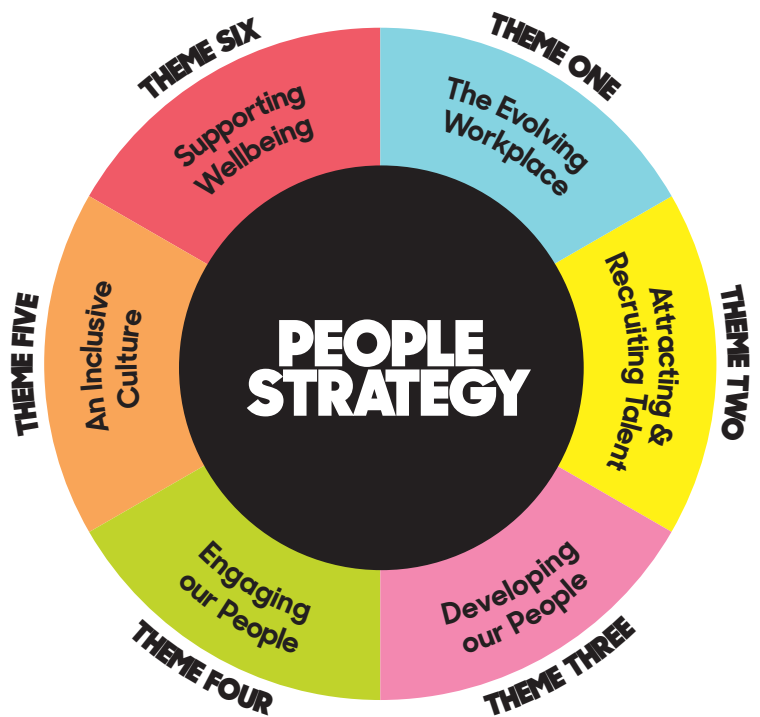 PEOPLE
STRATEGY
THEME ONE
The Evolving
Workplace
THEME TWO
Attracting &
Recruiting Talent
THEME THREE
Developing
our People
THEME FOUR
Engaging
our People
THEME FIVE
An Inclusive
Culture
THEME SIX
Supporting
Wellbeing